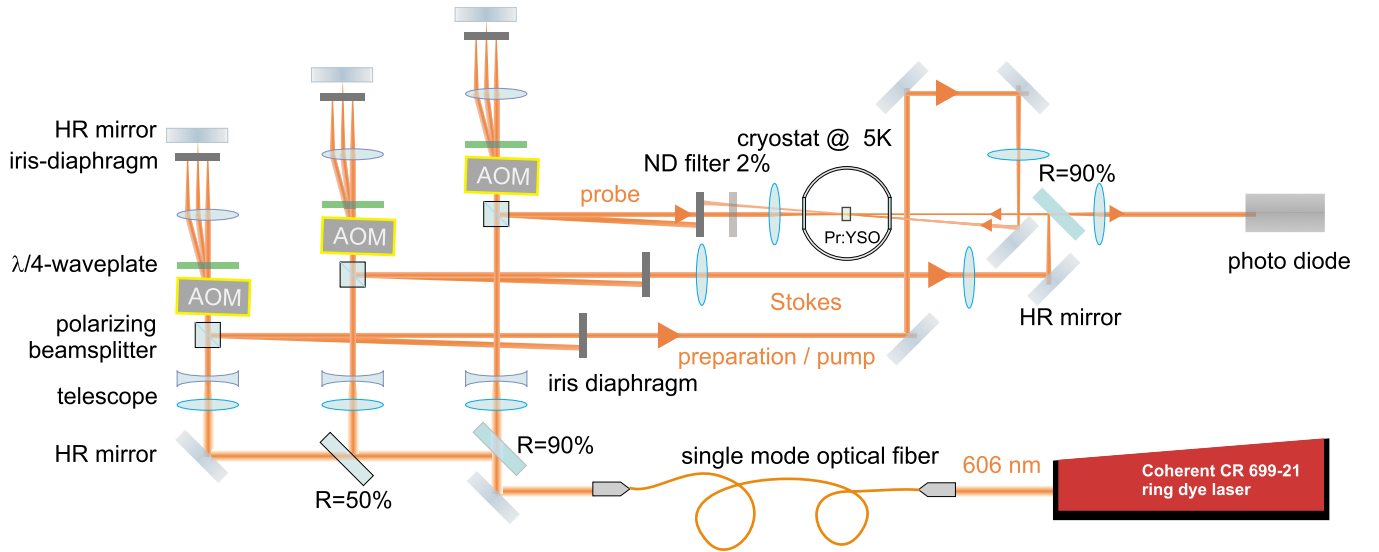 HR mirror
iris-diaphragm
λ/4-waveplate
polarizing
beamsplitter
telescope
HR mirror
AOM
AOM
AOM
R=50%
R=90%
iris diaphragm
probe
ND filter 2%
cryostat @ 5K
Pr:YSO
Stokes
preparation / pump
R=90%
HR mirror
photo diode
single mode optical fiber
606 nm
Coherent CR 699-21
ring dye laser